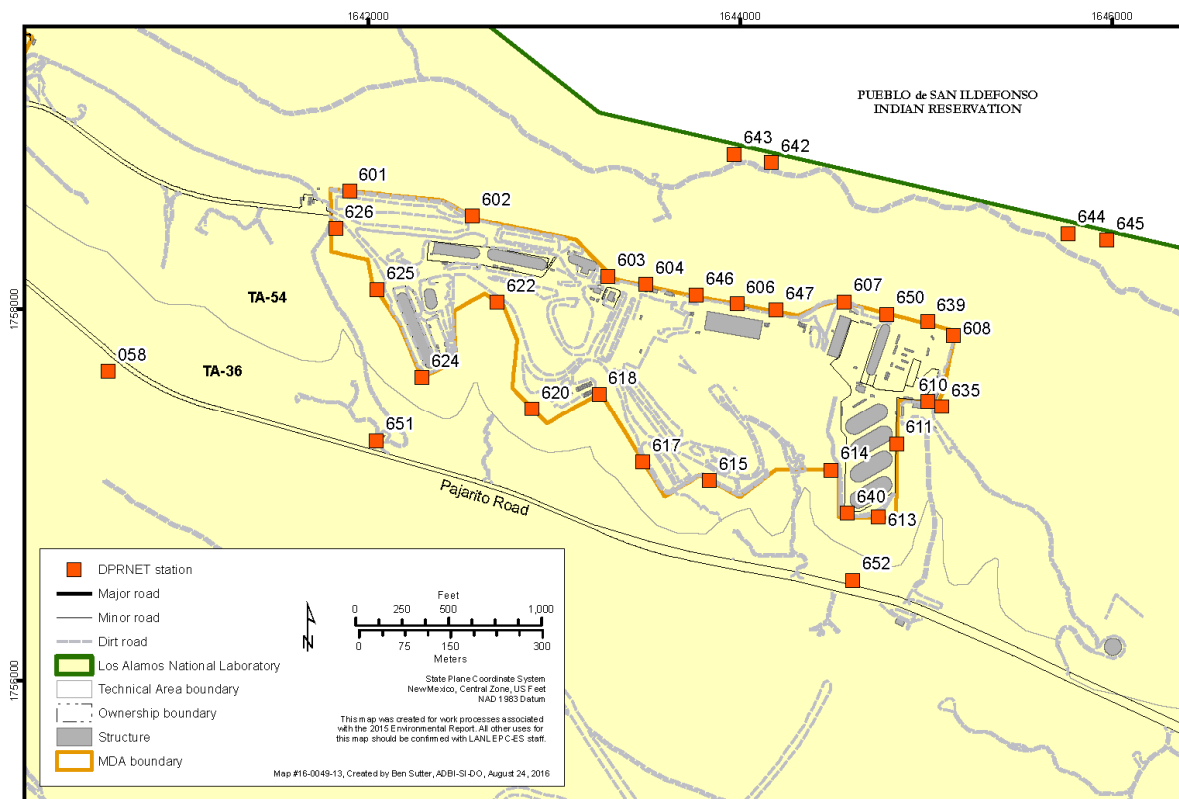 1642000
1644000
1646000
PUEBLO de SAN ILDEFONSO
INDIAN RESERVATION
643
642
601
602
626
644
645
603
604
625
622
646
606
647
607
650
639
608
1758000
TA-54
058
TA-36
624
620
618
610
635
611
651
617
615
614
640
613
Pajarito Road
652
DPRNET station
Major road
Minor road
Dirt road
Los Alamos National Laboratory
Technical Area boundary
Ownership boundary
Structure
MDA boundary
N
Feet
0 250 500 1,000
0 75 150 300
Meters
State Plane Coordinate System
New Mexico, Central Zone, US Feet
NAD 1983 Datum
This map was created for work processes associated
with the 2015 Environmental Report. All other uses for
this map should be confirmed with LANL EPC-ES staff.
Map #16-0049-13, Created by Ben Sutter, ADBI-SI-DO, August 24, 2016
1756000